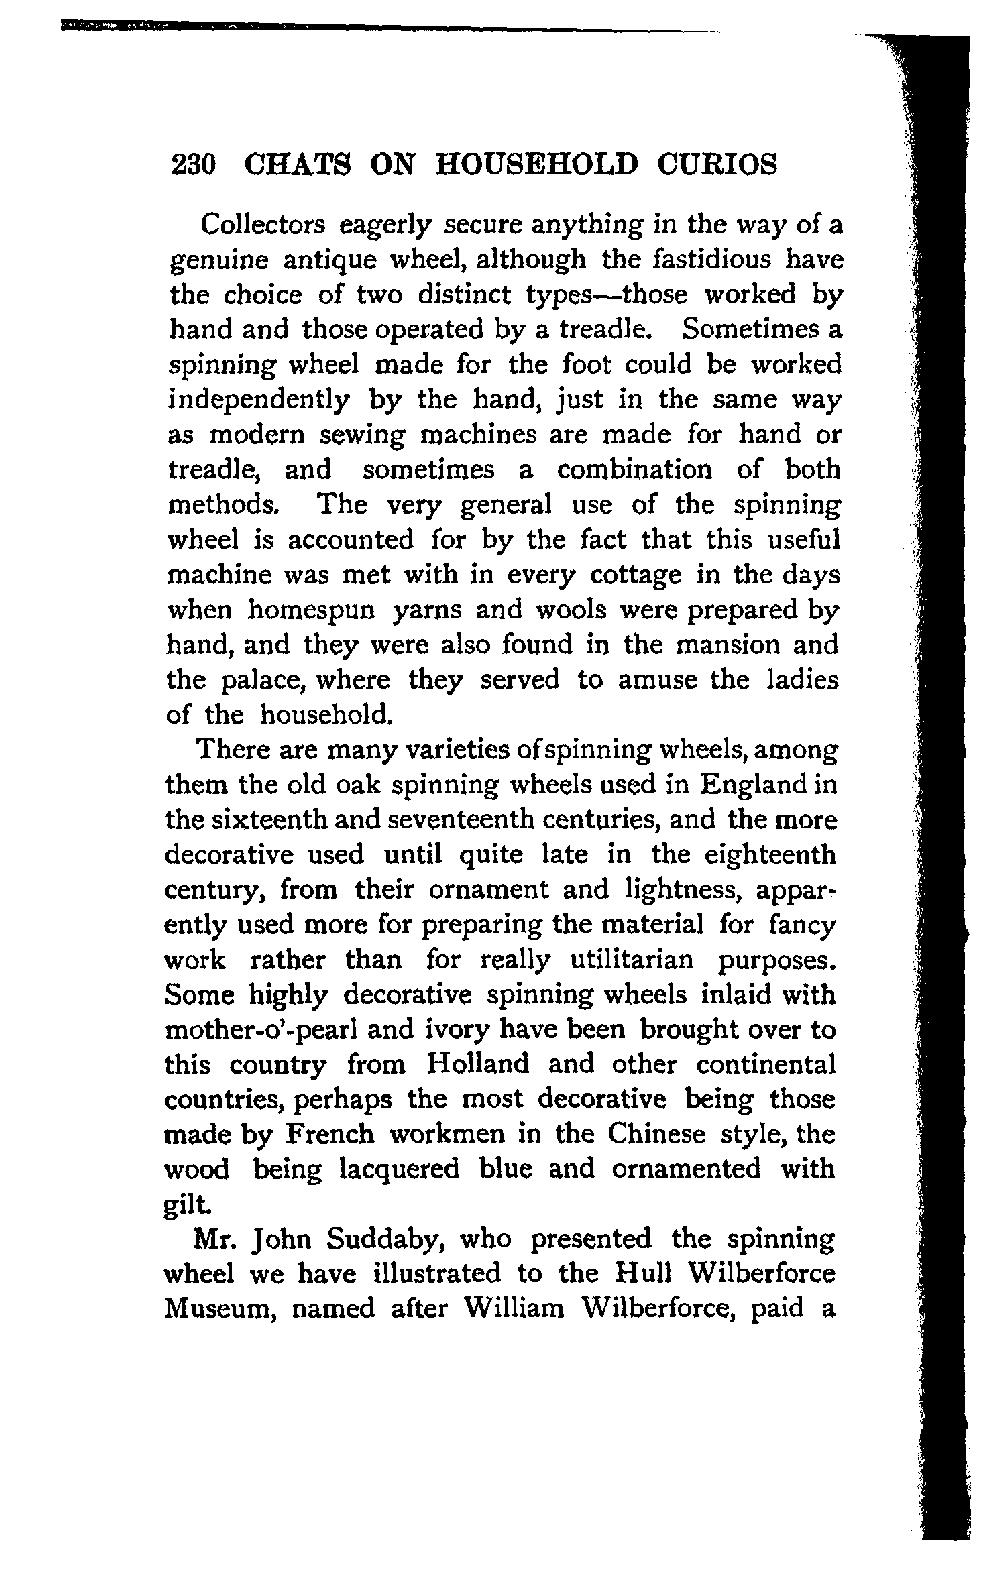 230 CHATS ON HOUSEHOLD CURIOS
Collectors eagerly secure anything in the way of a
genuine antique wheel, although the fastidious have
the choice of two distinct types—those worked by
hand and those operated by a treadle. Sometimes a
spinning wheel made for the foot could be worked
independently by the hand, just in the same way
as modern sewing machines are made for hand or
treadle, and sometimes a combination of both
methods. The very general use of the spinning
wheel is accounted for by the fact that this useful
machine was met with in every cottage in the days
when homespun yarns and wools were prepared by
hand, and they were also found in the mansion and
the palace, where they served to amuse the ladies
of the household.
There are many varieties of spinning wheels, among
them the old oak spinning wheels used in England in
the sixteenth and seventeenth centuries, and the more
decorative used until quite late in the eighteenth
century, from their ornament and lightness, appar-
ently used more for preparing the material for fancy
work rather than for really utilitarian purposes.
Some highly decorative spinning wheels inlaid with
mother-o'-pearl and ivory have been brought over to
this country from Holland and other continental
countries, perhaps the most decorative being those
made by French workmen in the Chinese style, the
wood being lacquered blue and ornamented with
gilt.
Mr. John Suddaby, who presented the spinning
wheel we have illustrated to the Hull Wilberforce
Museum, named after William Wilberforce, paid a